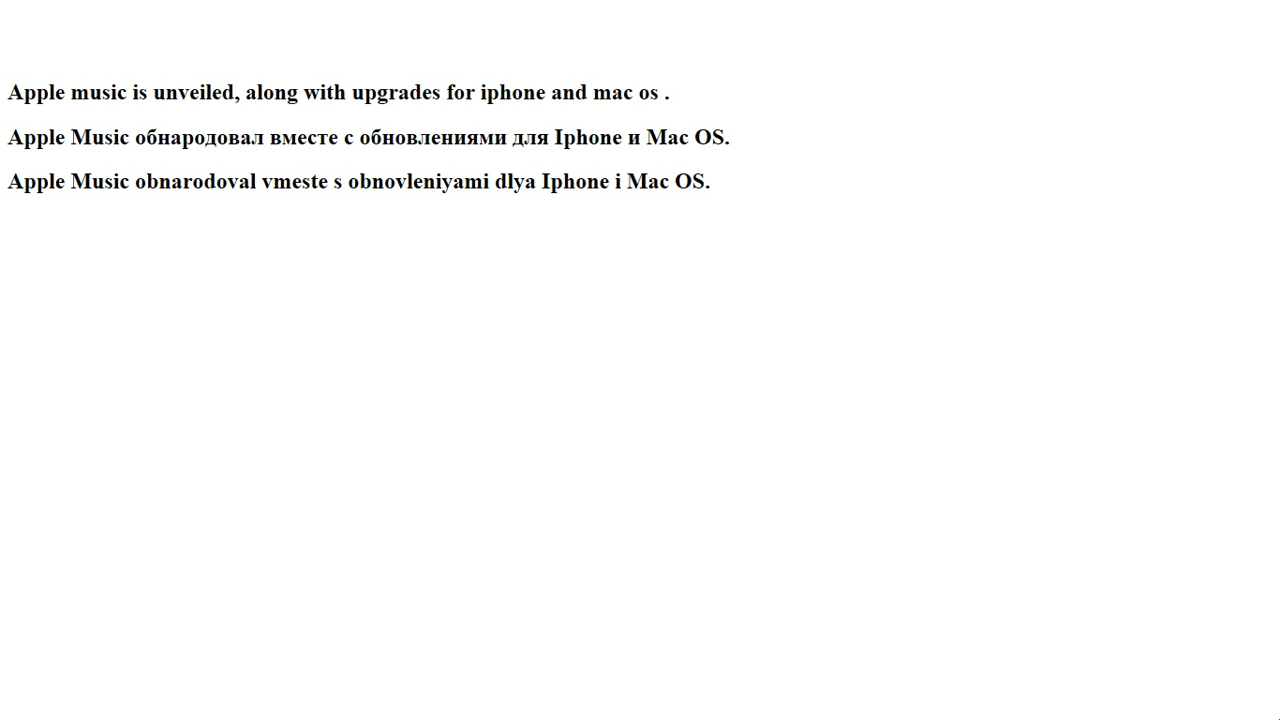 Apple music is unveiled, along with upgrades for iphone and mac os .
Apple Music обнародовал вместе с обновлениями для Iphone и Mac OS.
Apple Music obnarodoval vmeste s obnovleniyami dlya Iphone i Mac OS.